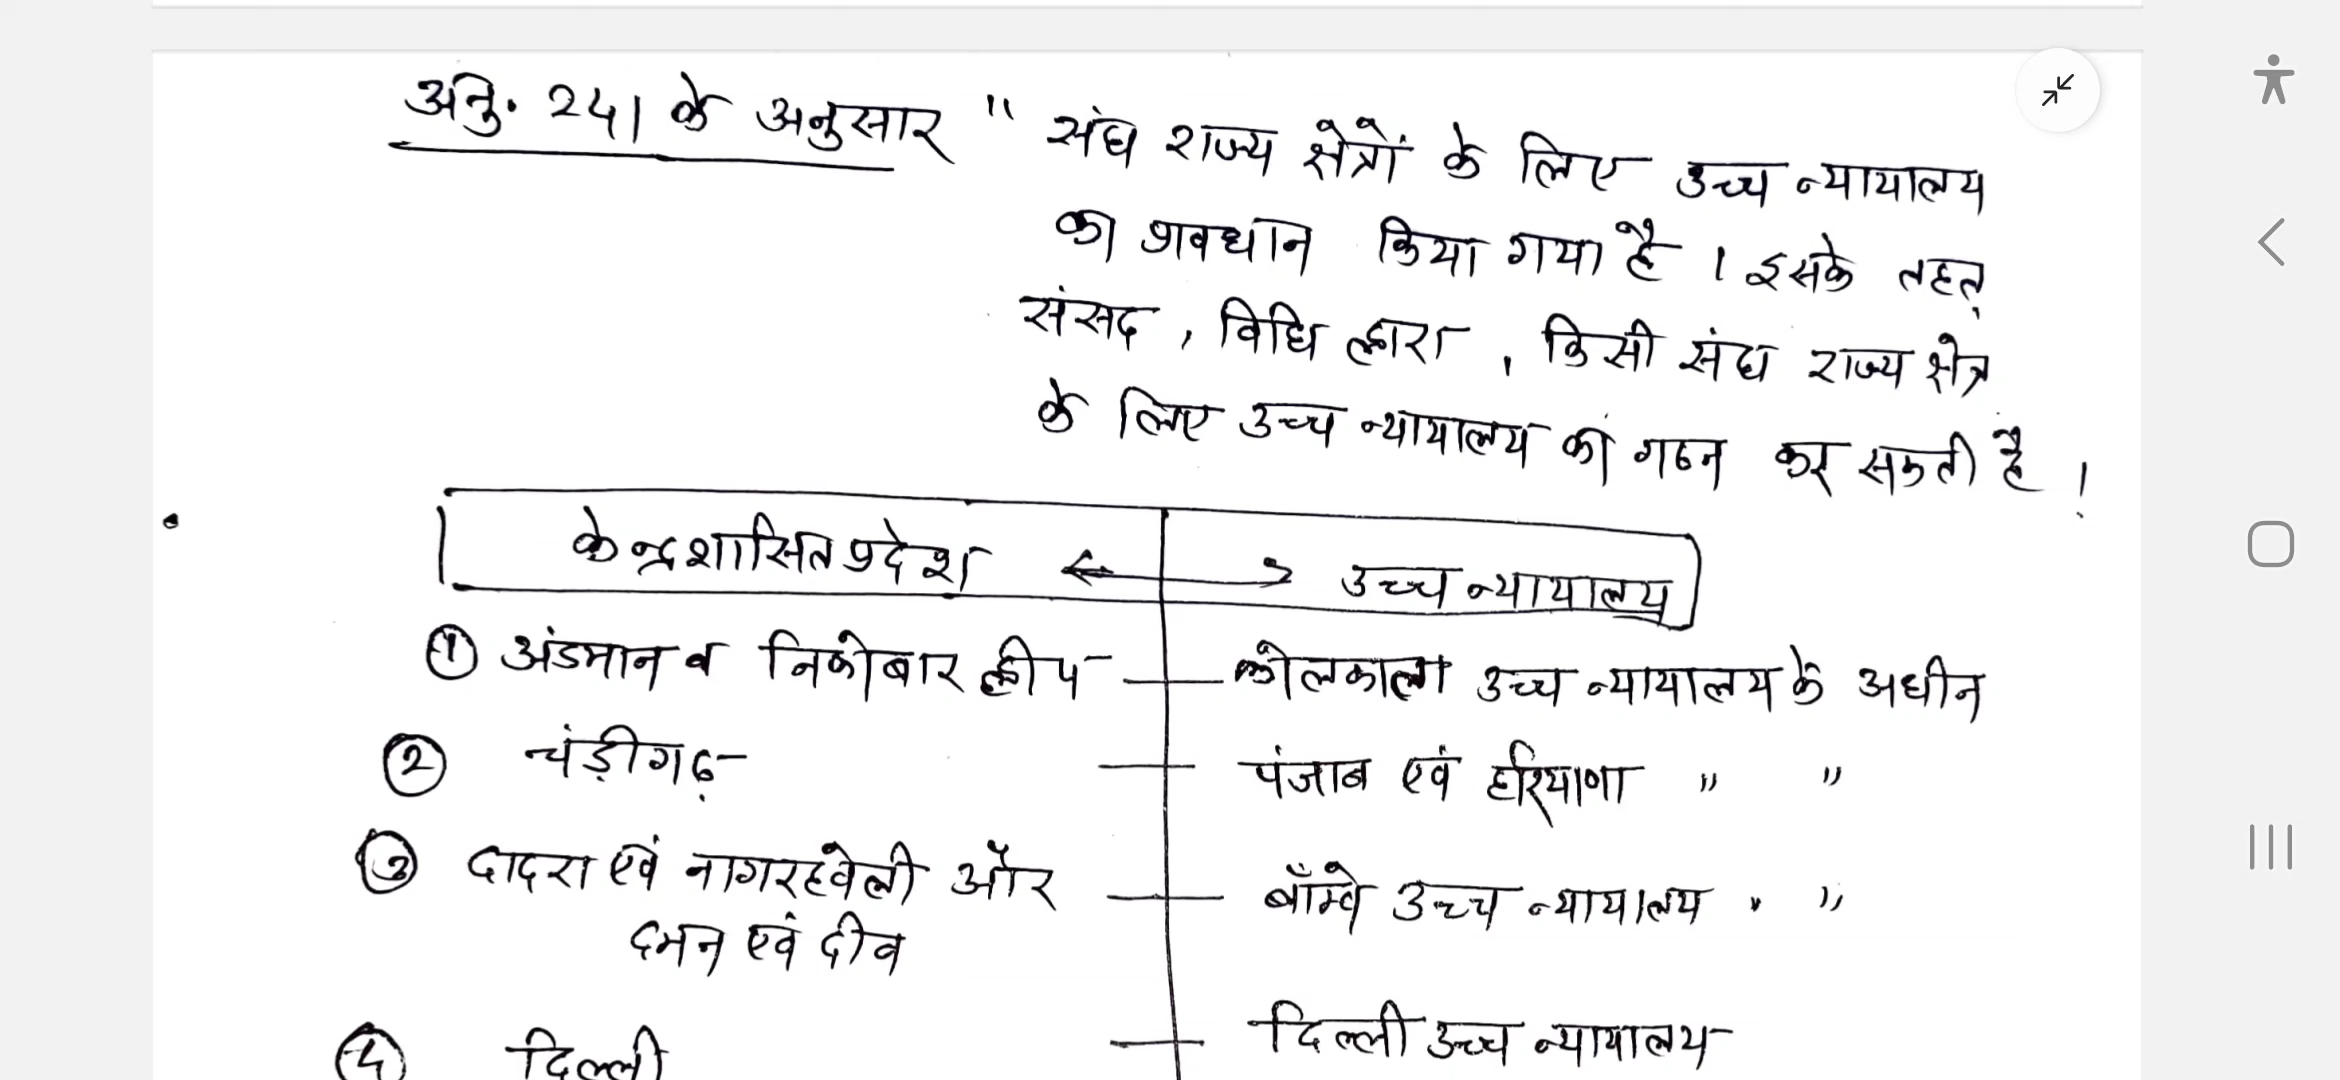 अनु. 241 के अनुसार " संघ राज्य क्षेत्रों के लिए उच्च न्यायालय
का प्रावधान किया गया है । इसके तहत्
संसद , विधि द्वारा , किसी संघ राज्य क्षेत्र
के लिए उच्च न्यायालय का गठन कर सकती है ।
केन्द्रशासित प्रदेश ← → उच्च न्यायालय
① अंडमान व निकोबार द्वीप — कोलकाता उच्च न्यायालय के अधीन
② चंडीगढ़ — पंजाब एवं हरियाणा " "
③ दादरा एवं नागर हवेली और — बॉम्बे उच्च न्यायालय " "
दमन एवं दीव
④ दिल्ली — दिल्ली उच्च न्यायालय